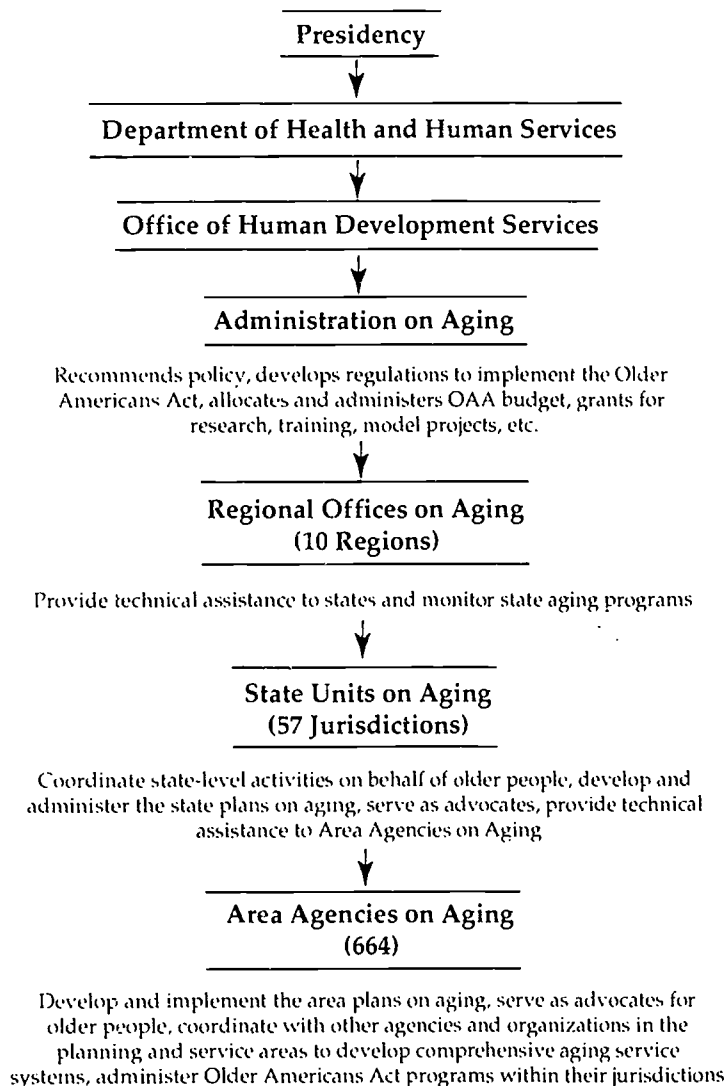 Presidency
Department of Health and Human Services
Office of Human Development Services
Administration on Aging
Recommends policy, develops regulations to implement the Older
Americans Act, allocates and administers OAA budget, grants for
research, training, model projects, etc.
Regional Offices on Aging
(10 Regions)
Provide technical assistance to states and monitor state aging programs
State Units on Aging
(57 Jurisdictions)
Coordinate state-level activities on behalf of older people, develop and
administer the state plans on aging, serve as advocates, provide technical
assistance to Area Agencies on Aging
Area Agencies on Aging
(664)
Develop and implement the area plans on aging, serve as advocates for
older people, coordinate with other agencies and organizations in the
planning and service areas to develop comprehensive aging service
systems, administer Older Americans Act programs within their jurisdictions